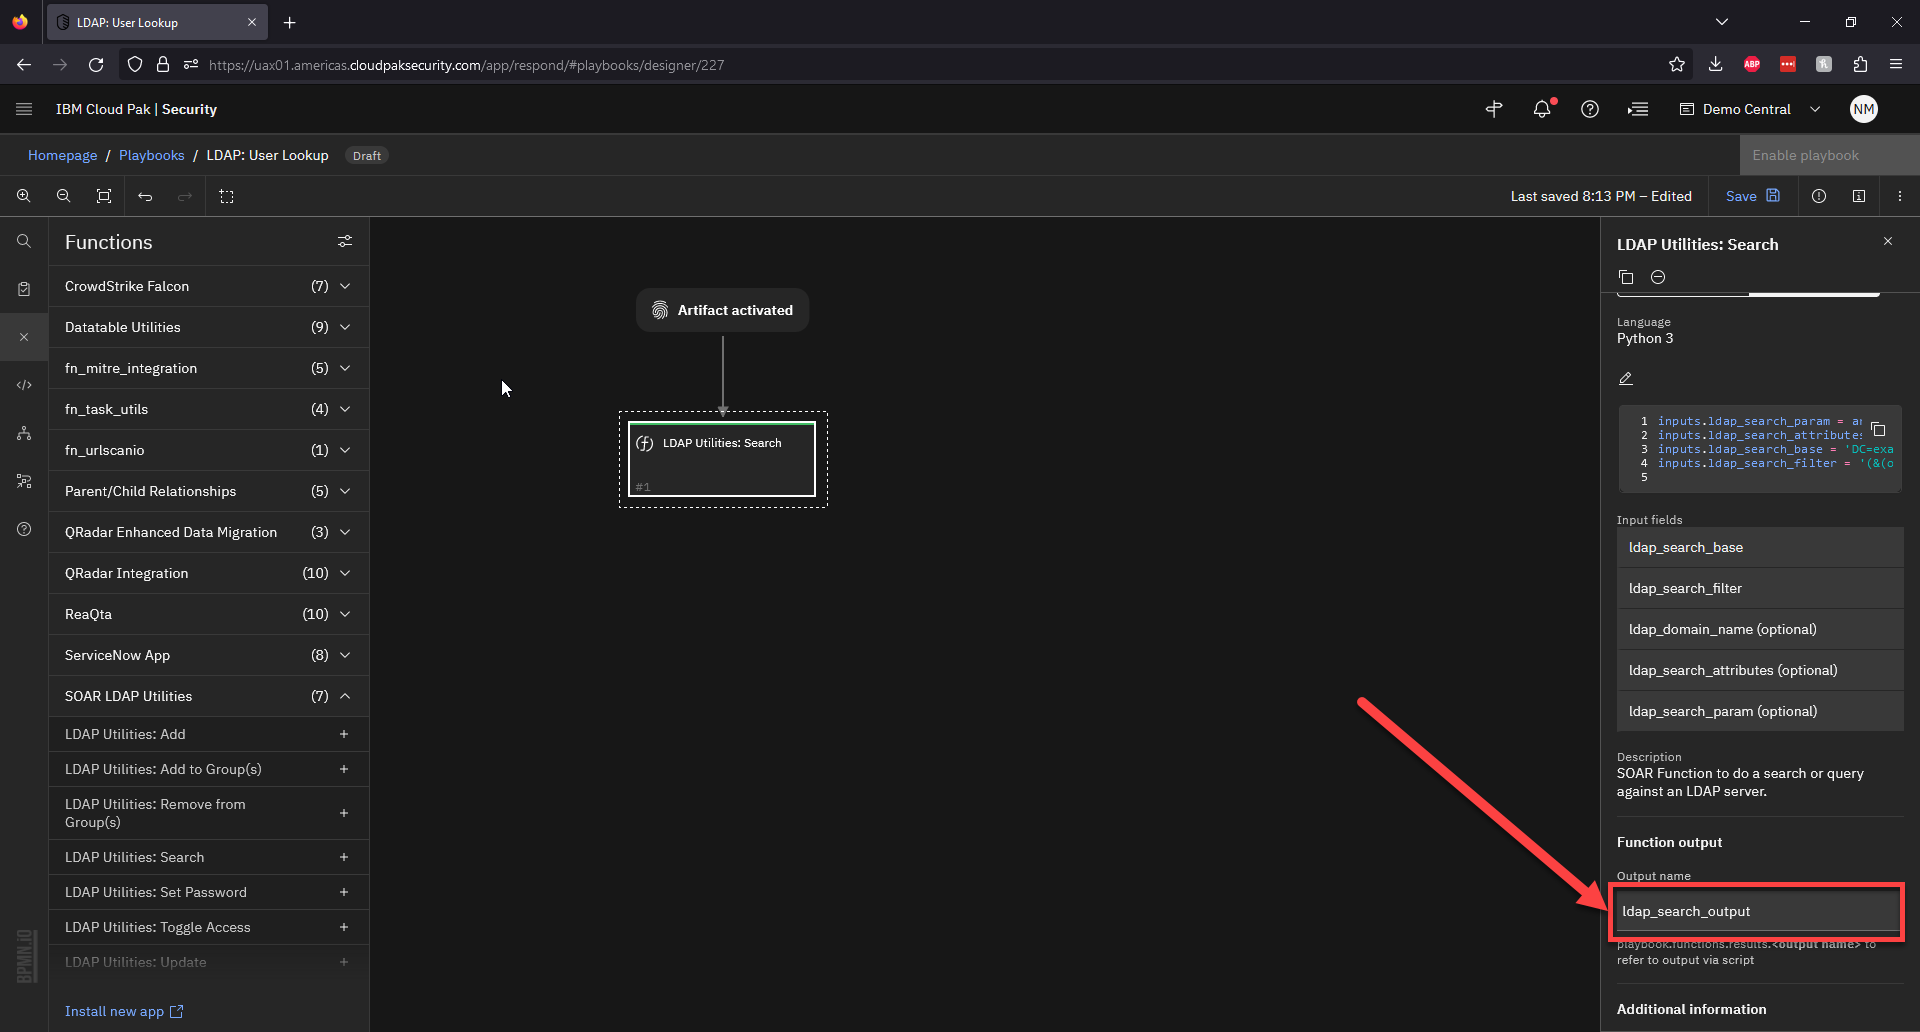 LDAP: User Lookup
https://uax01.americas.cloudpaksecurity.com/app/respond/#playbooks/designer/227
ABP
IBM Cloud Pak | Security
Demo Central
NM
Homepage / Playbooks / LDAP: User Lookup Draft
Enable playbook
Last saved 8:13 PM – Edited
Save
Functions
CrowdStrike Falcon (7)
Datatable Utilities (9)
fn_mitre_integration (5)
fn_task_utils (4)
fn_urlscanio (1)
Parent/Child Relationships (5)
QRadar Enhanced Data Migration (3)
QRadar Integration (10)
ReaQta (10)
ServiceNow App (8)
SOAR LDAP Utilities (7)
LDAP Utilities: Add +
LDAP Utilities: Add to Group(s) +
LDAP Utilities: Remove from
Group(s) +
LDAP Utilities: Search +
LDAP Utilities: Set Password +
LDAP Utilities: Toggle Access +
LDAP Utilities: Update +
Install new app
BPMN.iO
Artifact activated
LDAP Utilities: Search
#1
LDAP Utilities: Search
Language
Python 3
1 inputs.ldap_search_param = ar
2 inputs.ldap_search_attributes
3 inputs.ldap_search_base = 'DC=exa
4 inputs.ldap_search_filter = '(&(o
5
Input fields
ldap_search_base
ldap_search_filter
ldap_domain_name (optional)
ldap_search_attributes (optional)
ldap_search_param (optional)
Description
SOAR Function to do a search or query
against an LDAP server.
Function output
Output name
ldap_search_output
playbook.functions.results.<output name> to
refer to output via script
Additional information